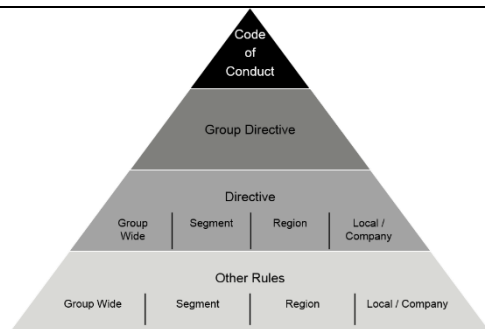 Code
of
Conduct
Group Directive
Directive
Group
Wide
Segment
Region
Local /
Company
Other Rules
Group Wide
Segment
Region
Local / Company